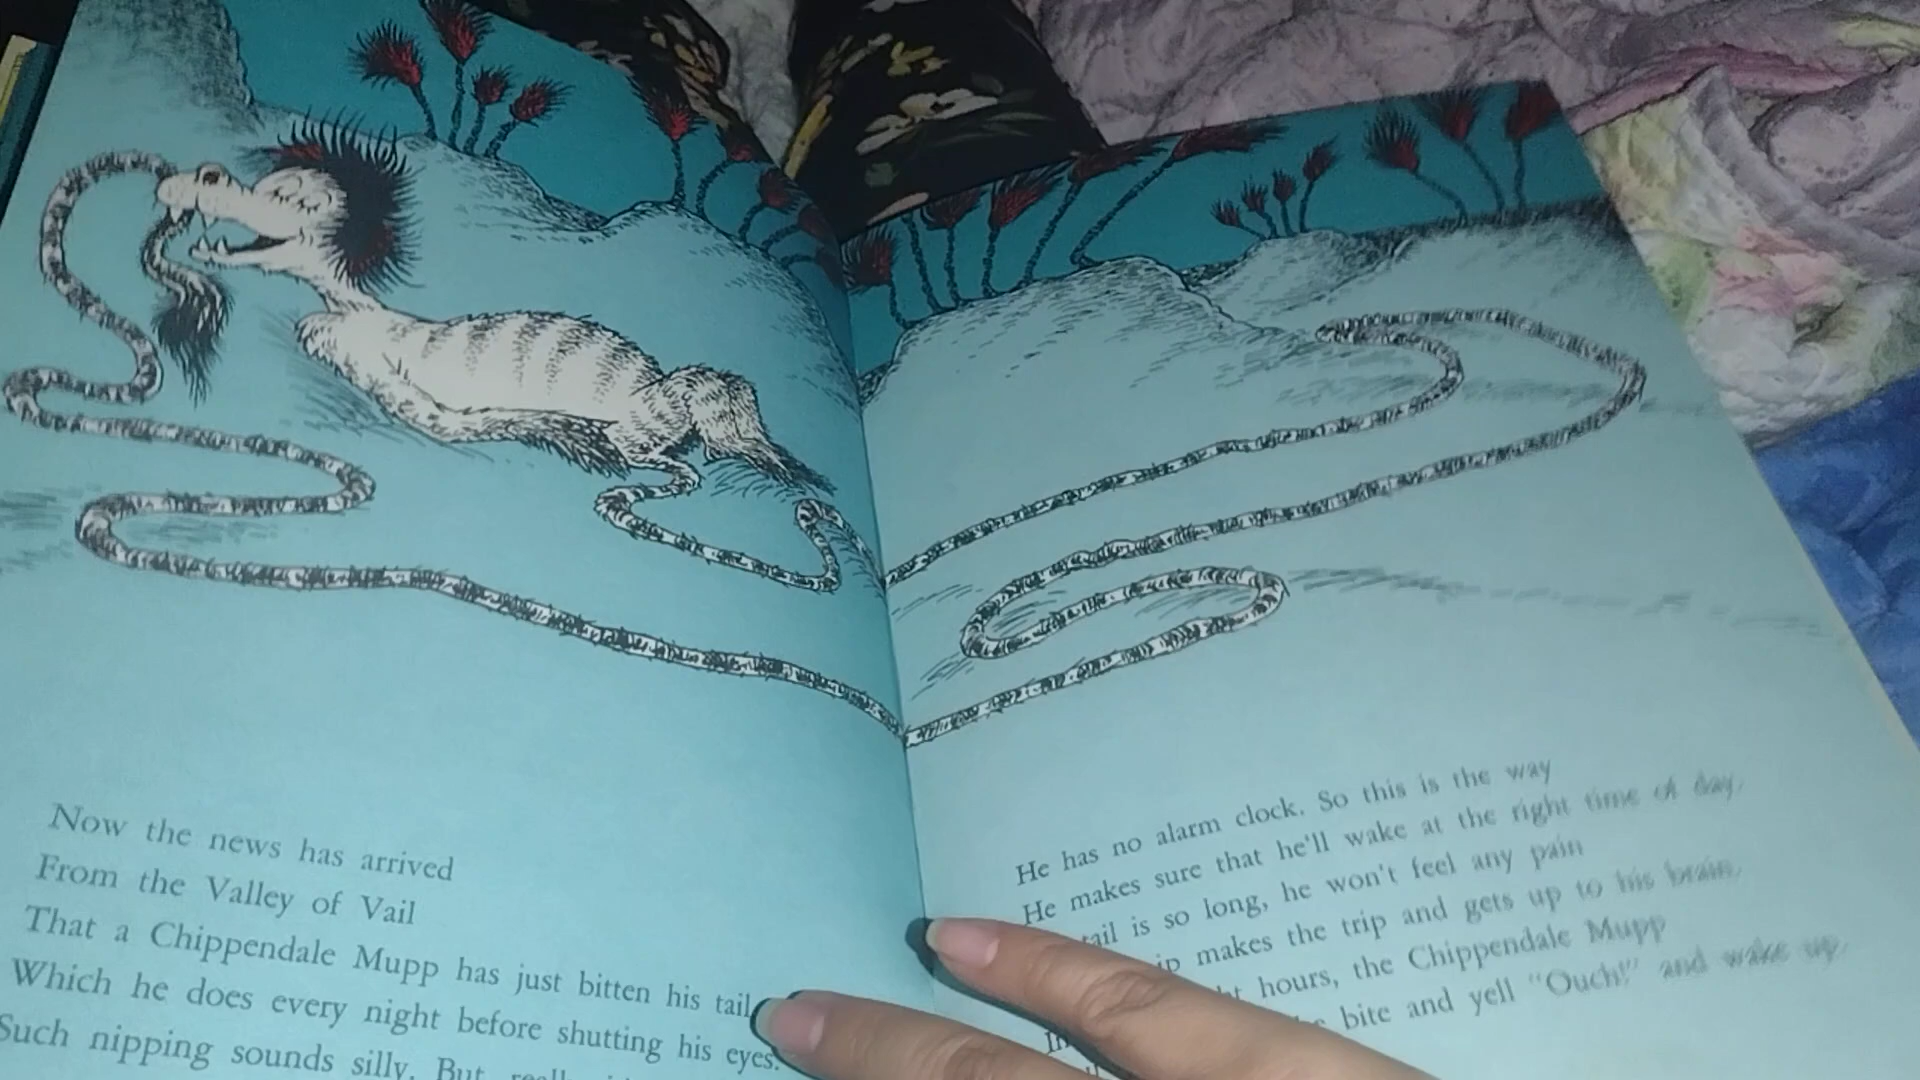 Now the news has arrived
From the Valley of Vail
That a Chippendale Mupp has just bitten his tail,
Which he does every night before shutting his eyes.
Such nipping sounds silly. But
He has no alarm clock. So this is the way
He makes sure that he'll wake at the right time of day.
tail is so long, he won't feel any pain
makes the trip and gets up to his brain.
hours, the Chippendale Mupp
bite and yell "Ouch!" and wake up.